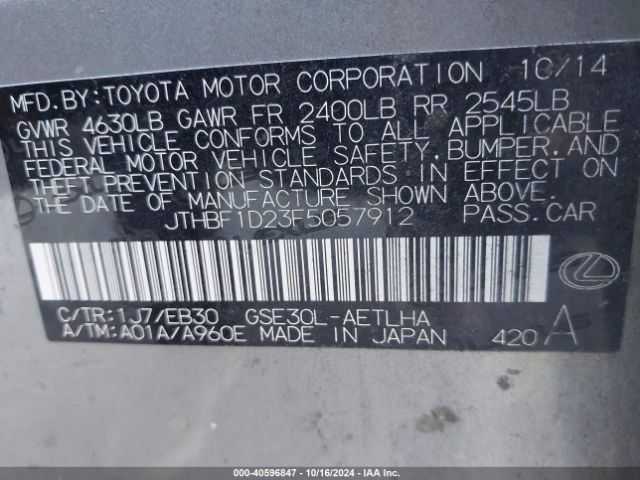 MFD.BY:TOYOTA MOTOR CORPORATION 10/14
GVWR 4630LB GAWR FR 2400LB RR 2545LB
THIS VEHICLE CONFORMS TO ALL APPLICABLE
FEDERAL MOTOR VEHICLE SAFETY,BUMPER,AND
THEFT PREVENTION STANDARDS IN EFFECT ON
THE DATE OF MANUFACTURE SHOWN ABOVE.
JTHBF1D23F5057912 PASS.CAR
C/TR:1J7/EB30 GSE30L-AETLHA
A/TM:A01A/A960E MADE IN JAPAN 420 A
000-40596847 - 10/16/2024 - IAA Inc.